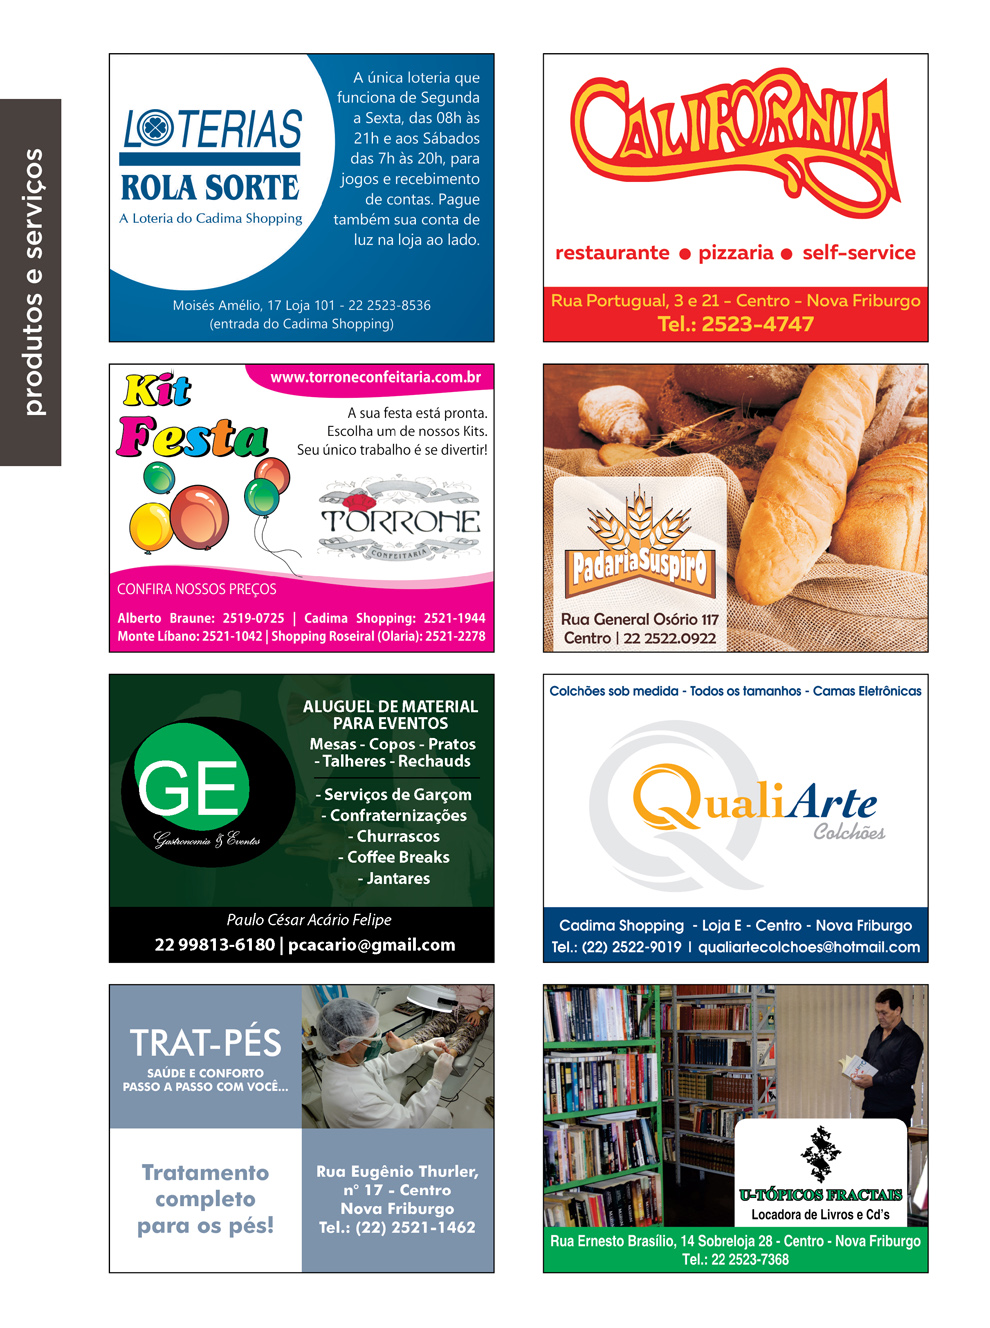 produtos e serviços
LOTERIAS
ROLA SORTE
A Loteria do Cadima Shopping
A única loteria que
funciona de Segunda
a Sexta, das 08h às
21h e aos Sábados
das 7h às 20h, para
jogos e recebimento
de contas. Pague
também sua conta de
luz na loja ao lado.
Moisés Amélio, 17 Loja 101 - 22 2523-8536
(entrada do Cadima Shopping)
CALIFORNIA
restaurante ● pizzaria ● self-service
Rua Portugual, 3 e 21 - Centro - Nova Friburgo
Tel.: 2523-4747
Kit
Festa
www.torroneconfeitaria.com.br
A sua festa está pronta.
Escolha um de nossos Kits.
Seu único trabalho é se divertir!
TORRONE
CONFEITARIA
CONFIRA NOSSOS PREÇOS
Alberto Braune: 2519-0725 | Cadima Shopping: 2521-1944
Monte Líbano: 2521-1042 | Shopping Roseiral (Olaria): 2521-2278
Padaria Suspiro
Rua General Osório 117
Centro | 22 2522.0922
GE
Gastronomia & Eventos
ALUGUEL DE MATERIAL
PARA EVENTOS
Mesas - Copos - Pratos
- Talheres - Rechauds
- Serviços de Garçom
- Confraternizações
- Churrascos
- Coffee Breaks
- Jantares
Paulo César Acário Felipe
22 99813-6180 | pcacario@gmail.com
Colchões sob medida - Todos os tamanhos - Camas Eletrônicas
QualiArte
Colchões
Cadima Shopping - Loja E - Centro - Nova Friburgo
Tel.: (22) 2522-9019 | qualiartecolchoes@hotmail.com
TRAT-PÉS
SAÚDE E CONFORTO
PASSO A PASSO COM VOCÊ...
Tratamento
completo
para os pés!
Rua Eugênio Thurler,
n° 17 - Centro
Nova Friburgo
Tel.: (22) 2521-1462
U-TÓPICOS FRACTAIS
Locadora de Livros e Cd's
Rua Ernesto Brasílio, 14 Sobreloja 28 - Centro - Nova Friburgo
Tel.: 22 2523-7368